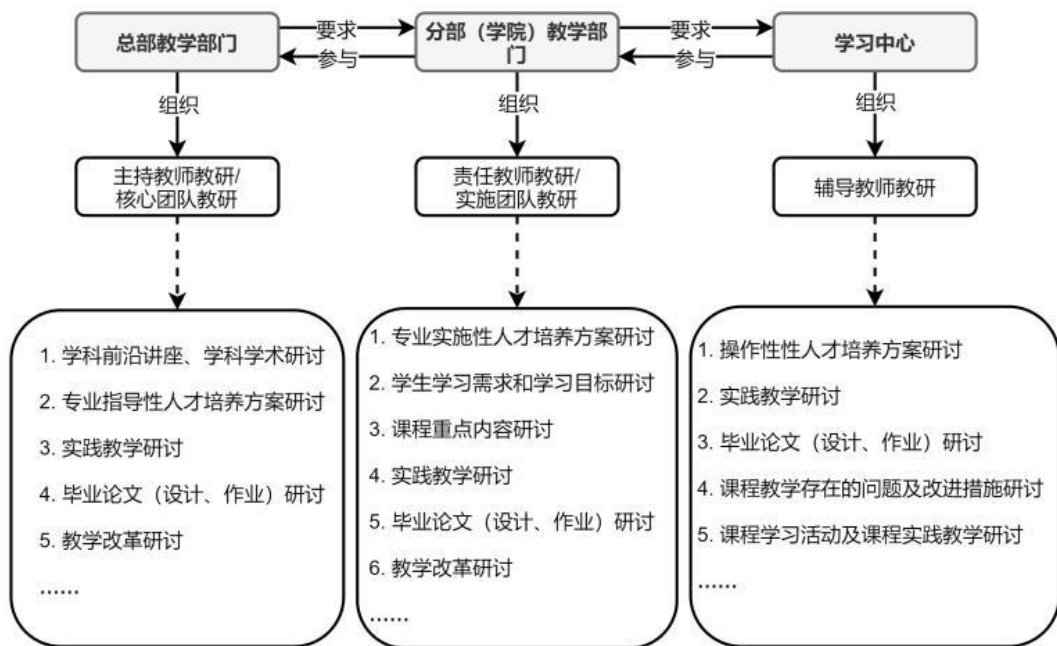 总部教学部门
要求
参与
分部（学院）教学部
门
要求
参与
学习中心
组织
组织
组织
主持教师教研/
核心团队教研
责任教师教研/
实施团队教研
辅导教师教研
1. 学科前沿讲座、学科学术研讨
2. 专业指导性人才培养方案研讨
3. 实践教学研讨
4. 毕业论文（设计、作业）研讨
5. 教学改革研讨
......
1. 专业实施性人才培养方案研讨
2. 学生学习需求和学习目标研讨
3. 课程重点内容研讨
4. 实践教学研讨
5. 毕业论文（设计、作业）研讨
6. 教学改革研讨
......
1. 操作性性人才培养方案研讨
2. 实践教学研讨
3. 毕业论文（设计、作业）研讨
4. 课程教学存在的问题及改进措施研讨
5. 课程学习活动及课程实践教学研讨
......